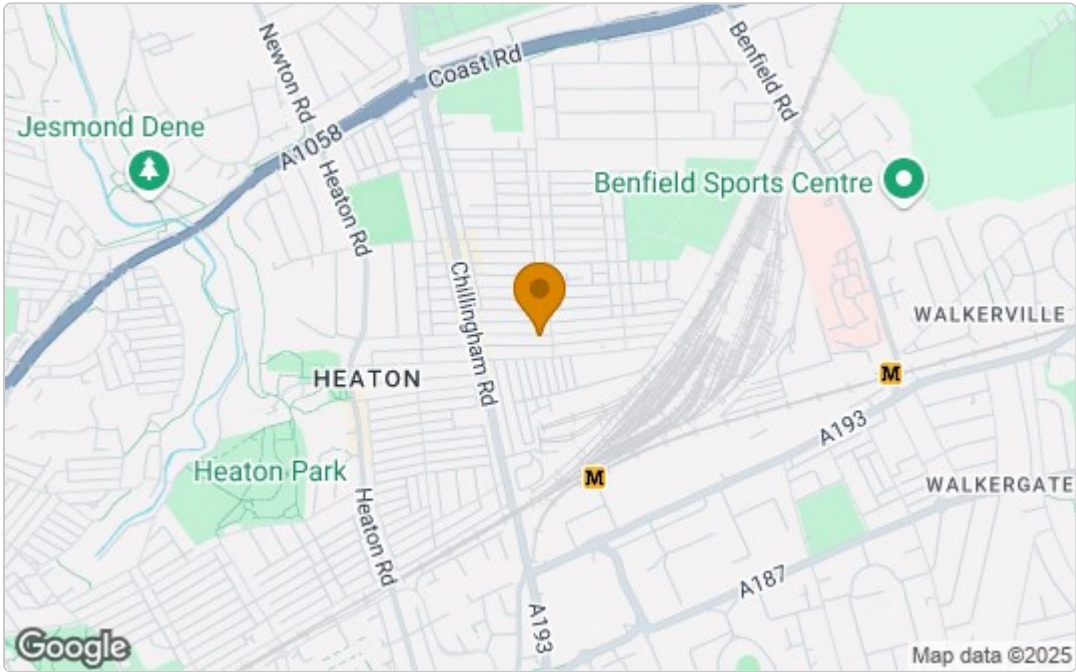 Newton Rd
Coast Rd
Benfield Rd
Jesmond Dene
A1058
Heaton Rd
Benfield Sports Centre
Chillingham Rd
WALKERVILLE
M
HEATON
A193
Heaton Park
M
WALKERGATE
Heaton Rd
A187
A193
Google
Map data ©2025